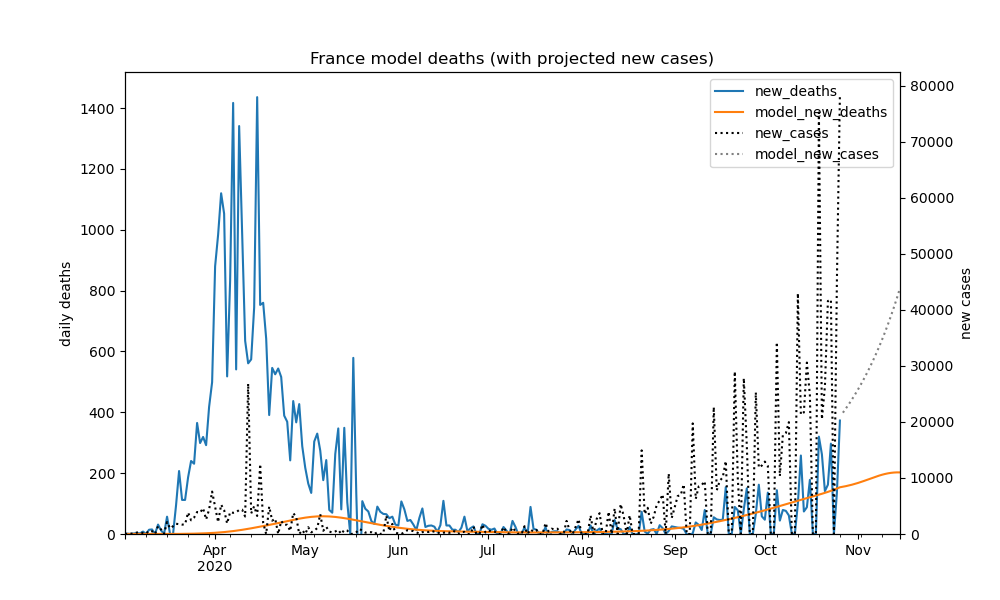 France model deaths (with projected new cases)
new_deaths
model_new_deaths
new_cases
model_new_cases
1400
1200
1000
800
600
400
200
0
daily deaths
80000
70000
60000
50000
40000
30000
20000
10000
0
new cases
Apr May Jun Jul Aug Sep Oct Nov
2020